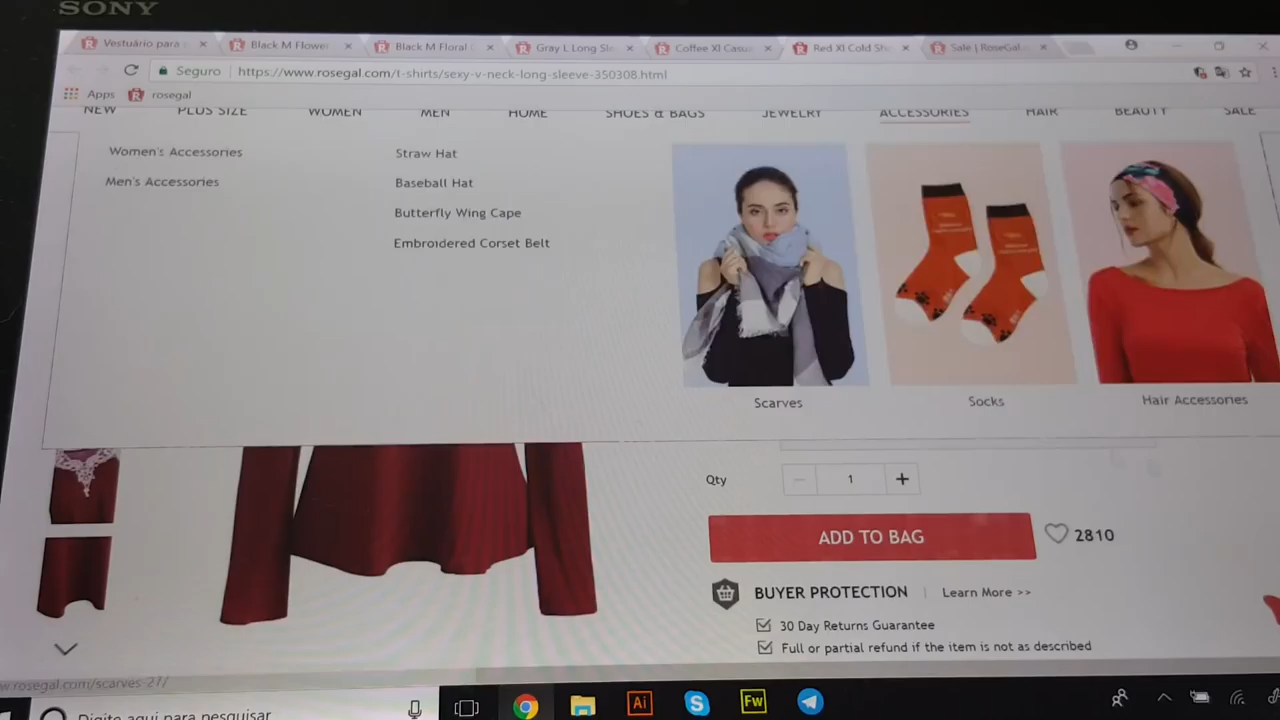 SONY
Vestuário para
Black M Flower
Black M Floral
Gray L Long Sle
Coffee Xl Casu
Red Xl Cold Sh
Sale | RoseGal
Seguro | https://www.rosegal.com/t-shirts/sexy-v-neck-long-sleeve-350308.html
Apps rosegal
NEW PLUS SIZE WOMEN MEN HOME SHOES & BAGS JEWELRY ACCESSORIES HAIR BEAUTY SALE
Women's Accessories
Men's Accessories
Straw Hat
Baseball Hat
Butterfly Wing Cape
Embroidered Corset Belt
Scarves
Socks
Hair Accessories
Qty − 1 +
ADD TO BAG
2810
BUYER PROTECTION | Learn More >>
30 Day Returns Guarantee
Full or partial refund if the item is not as described
w.rosegal.com/scarves-27/
Digite aqui para pesquisar
Ai
Fw